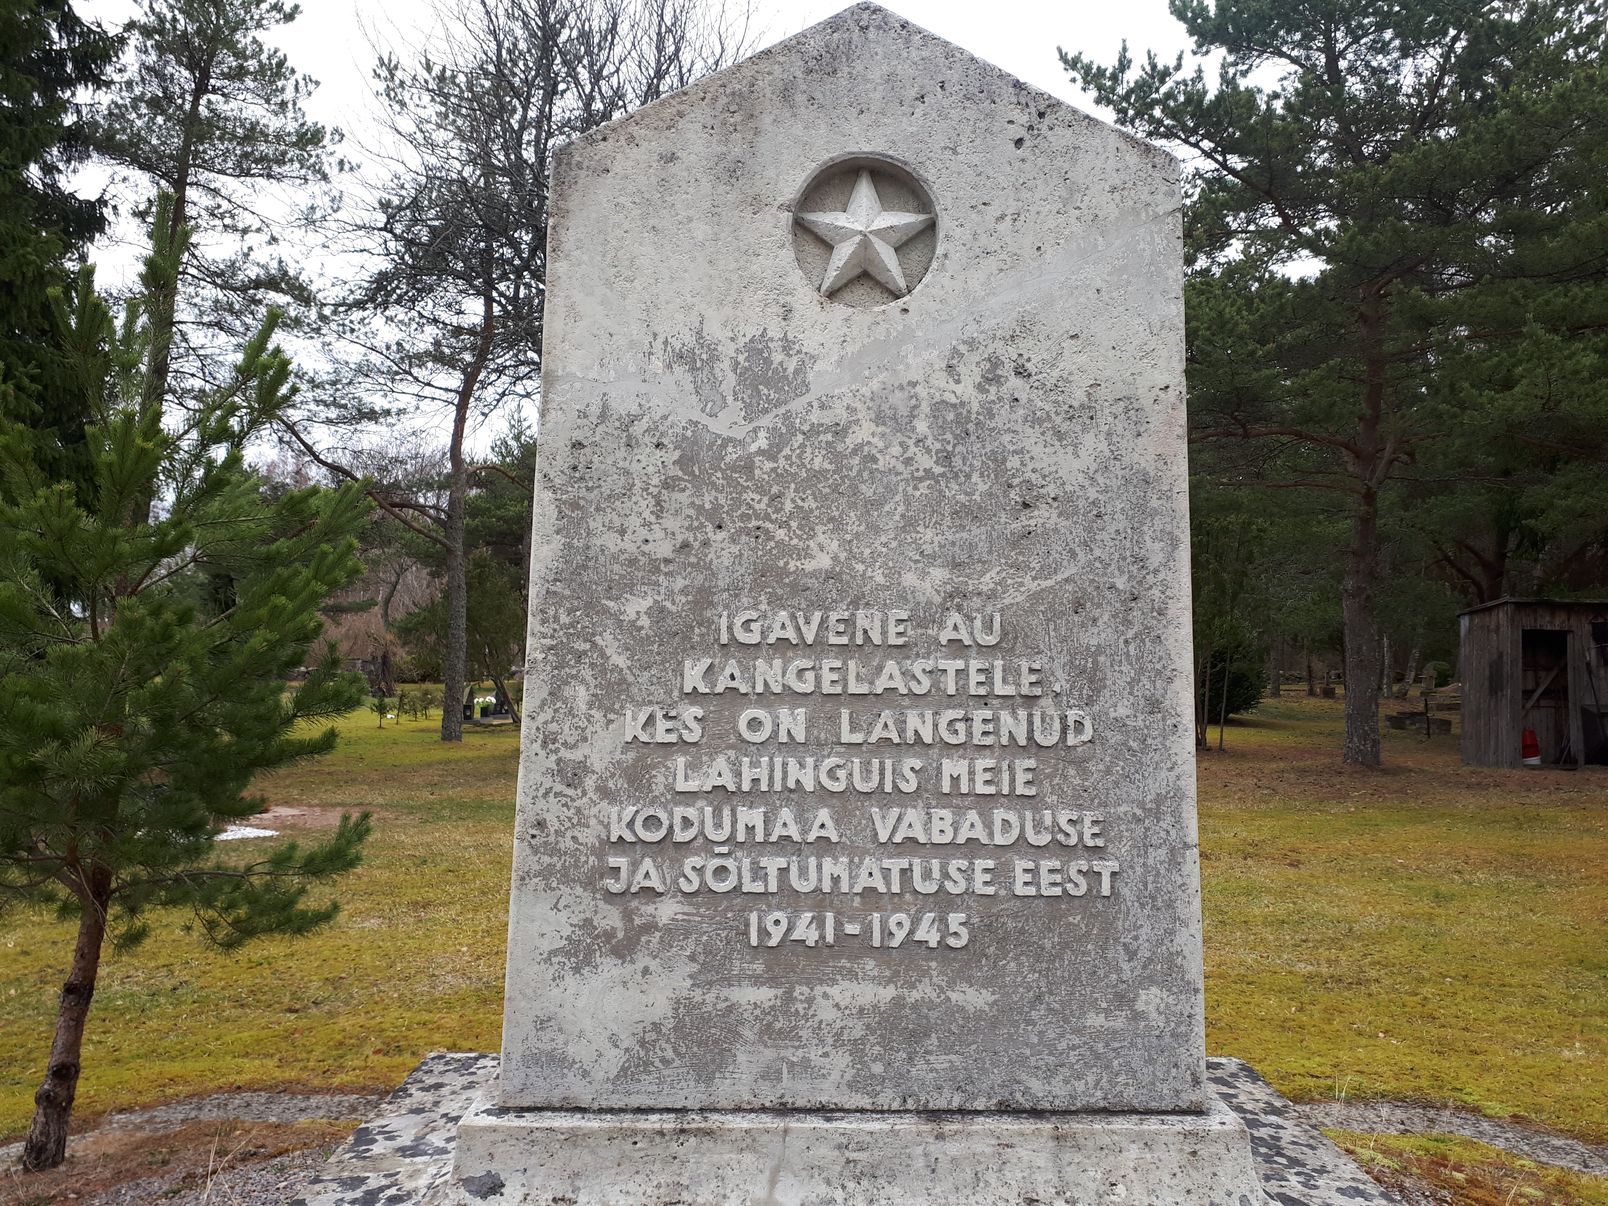 IGAVENE AU
KANGELASTELE,
KES ON LANGENUD
LAHINGUIS MEIE
KODUMAA VABADUSE
JA SÕLTUMATUSE EEST
1941-1945